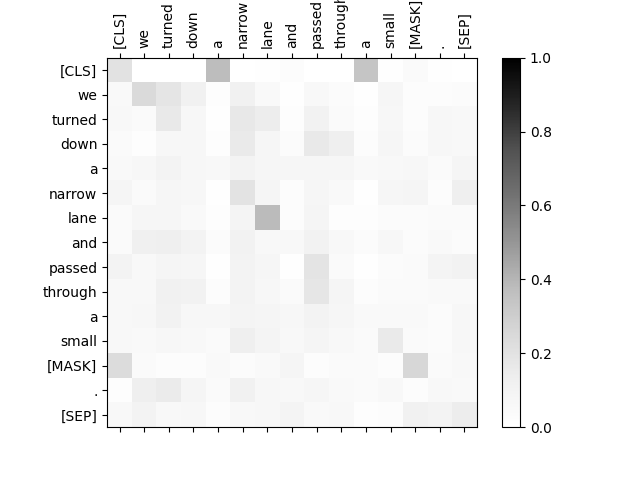 [CLS] we turned down a narrow lane and passed through a small [MASK] . [SEP]
[CLS]
we
turned
down
a
narrow
lane
and
passed
through
a
small
[MASK]
.
[SEP]
1.0
0.8
0.6
0.4
0.2
0.0